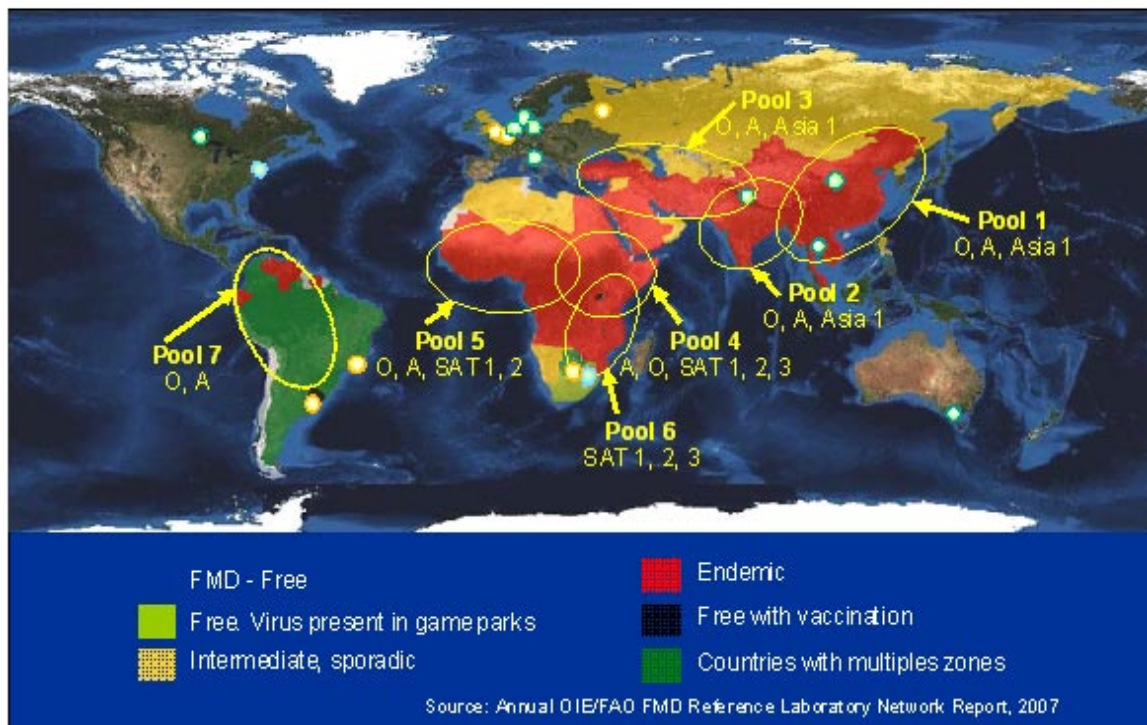 Pool 3
O, A, Asia 1
Pool 1
O, A, Asia 1
Pool 2
O, A, Asia 1
Pool 7
O, A
Pool 5
O, A, SAT 1, 2
Pool 4
A, O, SAT 1, 2, 3
Pool 6
SAT 1, 2, 3
FMD - Free
Free. Virus present in game parks
Intermediate, sporadic
Endemic
Free with vaccination
Countries with multiples zones
Source: Annual OIE/FAO FMD Reference Laboratory Network Report, 2007